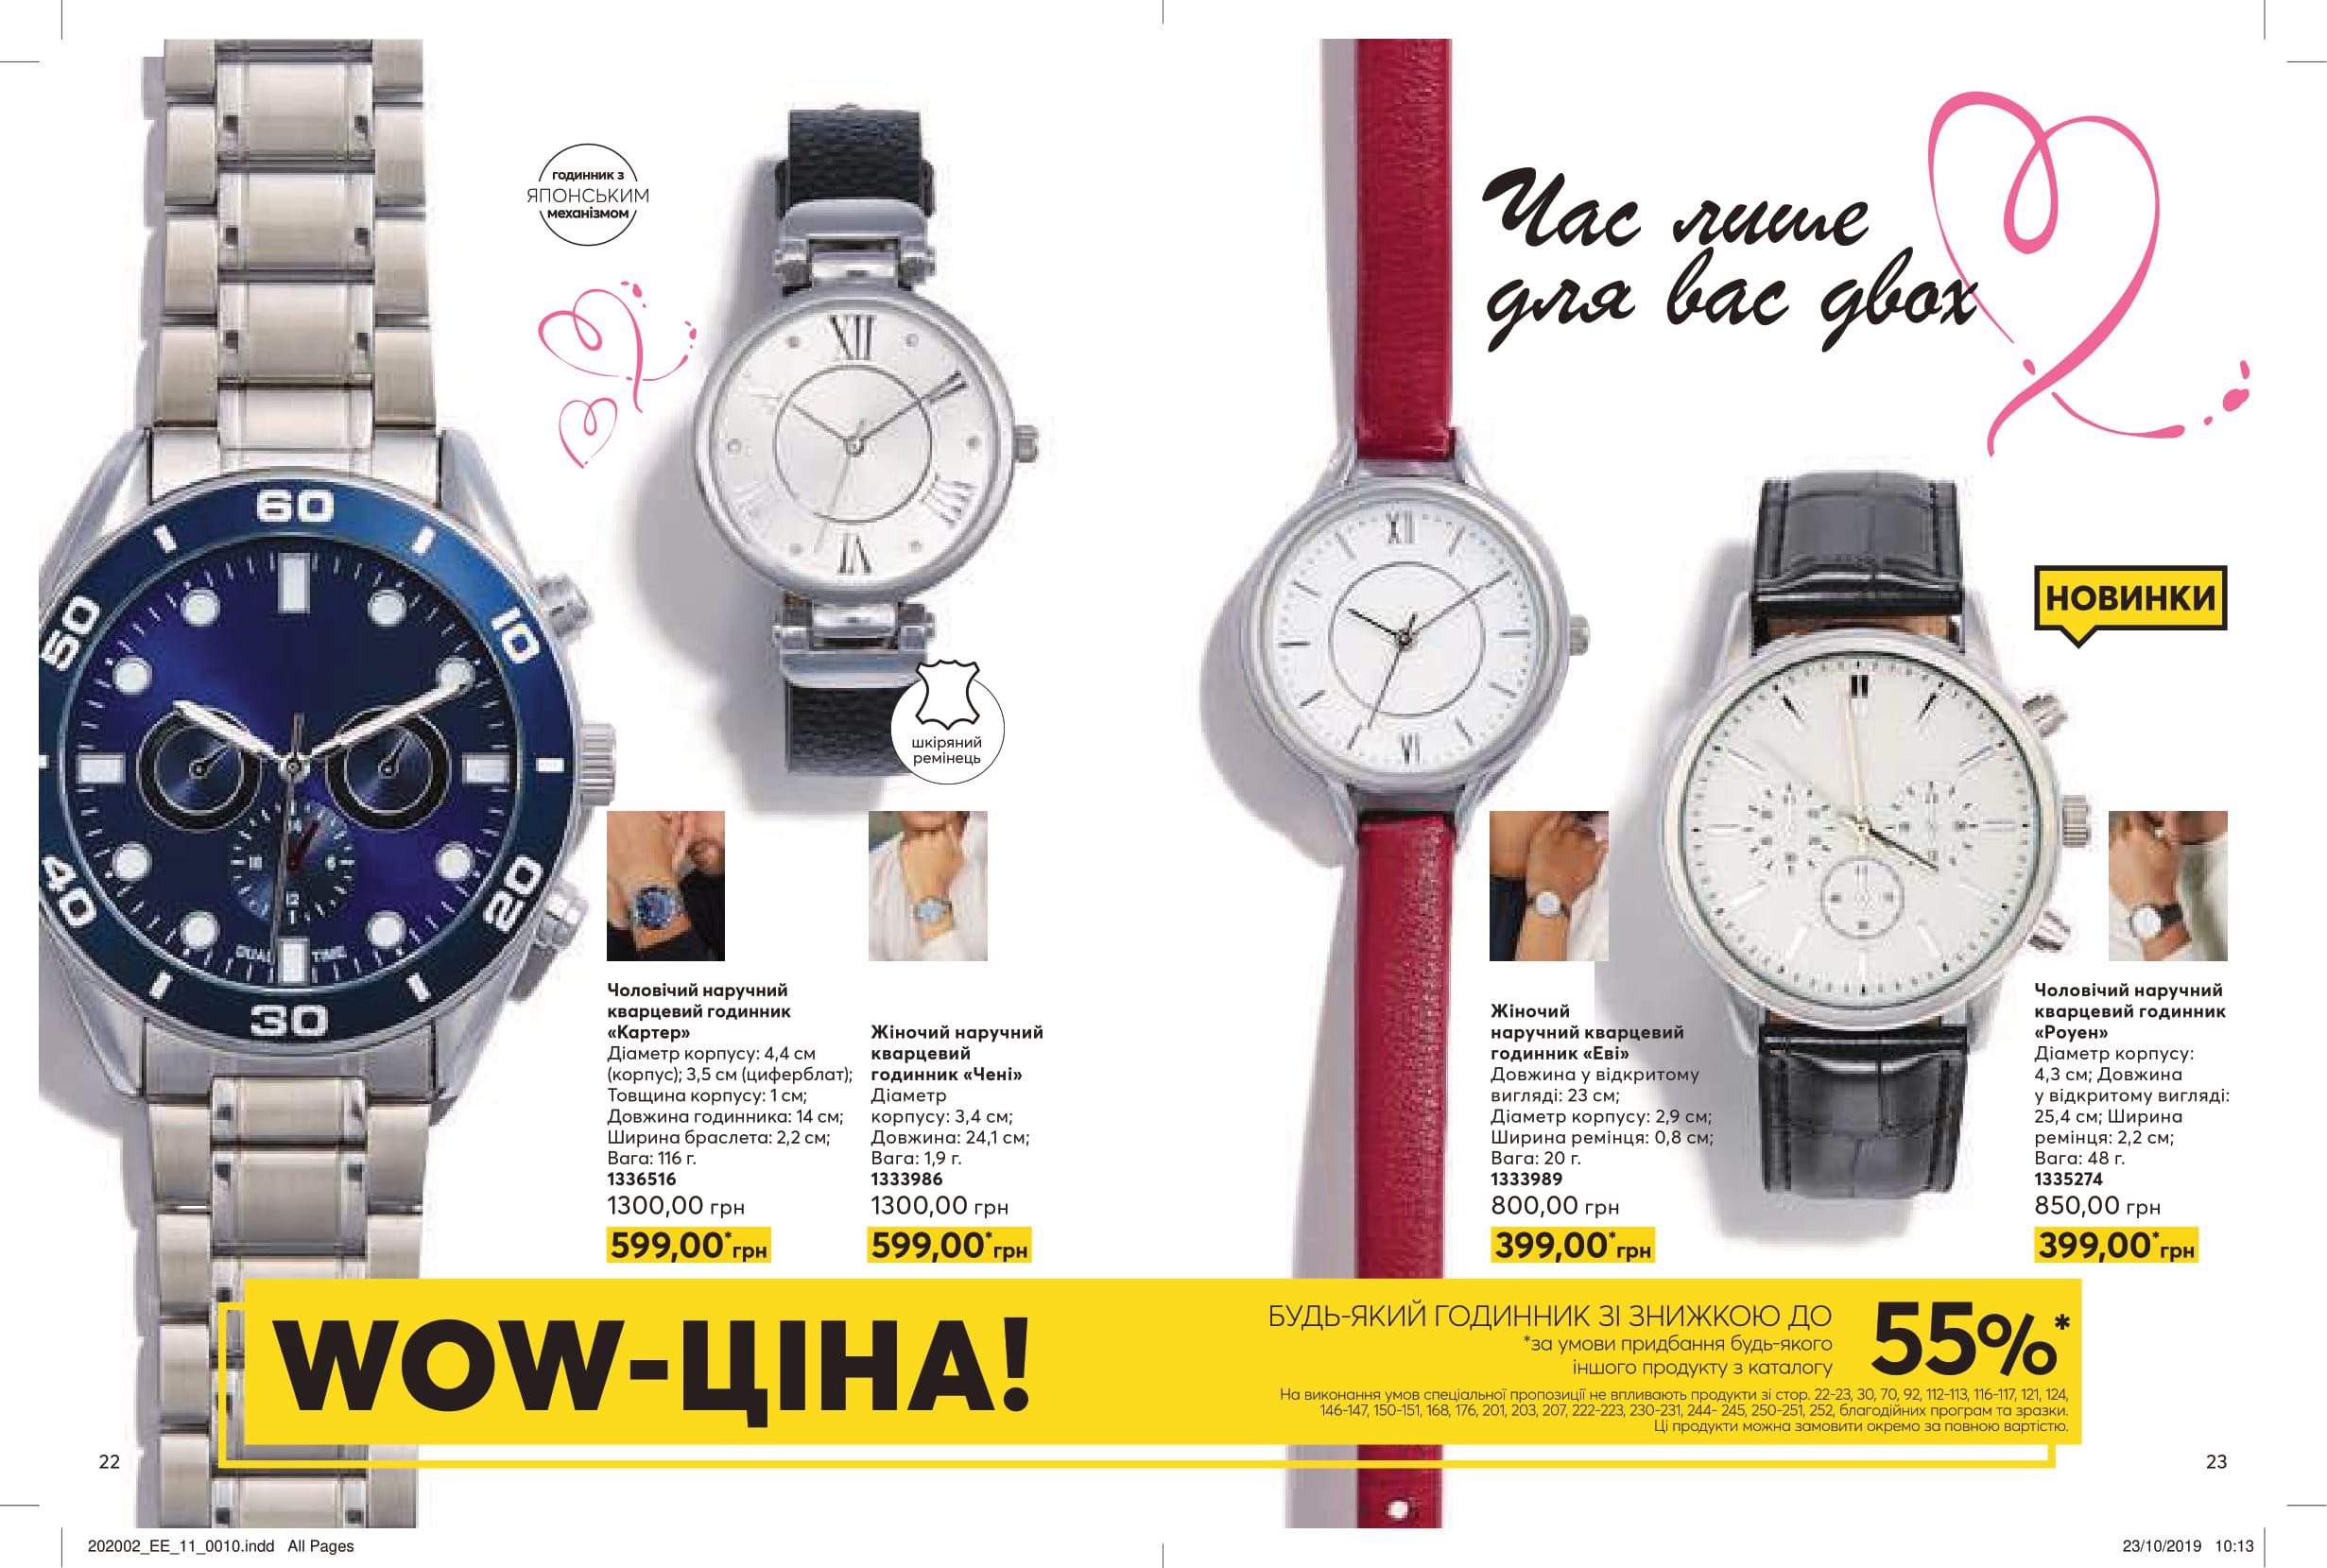 годинник з
ЯПОНСЬКИМ
механізмом
XII
VI
60
10
20
30
40
50
DUAL TIME
шкіряний
ремінець
Чоловічий наручний
кварцевий годинник
«Картер»
Діаметр корпусу: 4,4 см
(корпус); 3,5 см (циферблат);
Товщина корпусу: 1 см;
Довжина годинника: 14 см;
Ширина браслета: 2,2 см;
Вага: 116 г.
1336516
1300,00 грн
599,00*грн
Жіночий наручний
кварцевий
годинник «Чені»
Діаметр
корпусу: 3,4 см;
Довжина: 24,1 см;
Вага: 1,9 г.
1333986
1300,00 грн
599,00*грн
Час лише
для вас двох
XII
VI
НОВИНКИ
Жіночий
наручний кварцевий
годинник «Еві»
Довжина у відкритому
вигляді: 23 см;
Діаметр корпусу: 2,9 см;
Ширина ремінця: 0,8 см;
Вага: 20 г.
1333989
800,00 грн
399,00*грн
Чоловічий наручний
кварцевий годинник
«Роуен»
Діаметр корпусу:
4,3 см; Довжина
у відкритому вигляді:
25,4 см; Ширина
ремінця: 2,2 см;
Вага: 48 г.
1335274
850,00 грн
399,00*грн
WOW-ЦІНА!
БУДЬ-ЯКИЙ ГОДИННИК ЗІ ЗНИЖКОЮ ДО 55%*
*за умови придбання будь-якого
іншого продукту з каталогу
На виконання умов спеціальної пропозиції не впливають продукти зі стор. 22-23, 30, 70, 92, 112-113, 116-117, 121, 124,
146-147, 150-151, 168, 176, 201, 203, 207, 222-223, 230-231, 244- 245, 250-251, 252, благодійних програм та зразки.
Ці продукти можна замовити окремо за повною вартістю.
22
23
202002_EE_11_0010.indd All Pages
23/10/2019 10:13